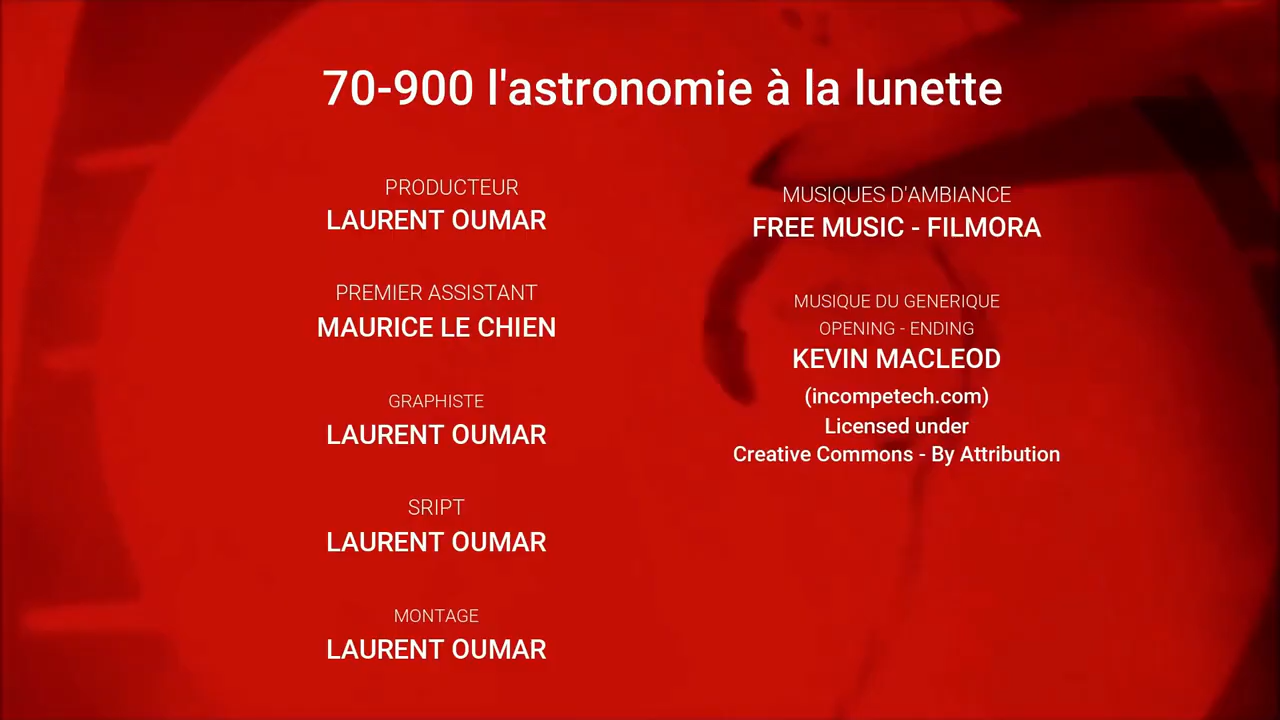 70-900 l'astronomie à la lunette
PRODUCTEUR
LAURENT OUMAR
PREMIER ASSISTANT
MAURICE LE CHIEN
GRAPHISTE
LAURENT OUMAR
SRIPT
LAURENT OUMAR
MONTAGE
LAURENT OUMAR
MUSIQUES D'AMBIANCE
FREE MUSIC - FILMORA
MUSIQUE DU GENERIQUE
OPENING - ENDING
KEVIN MACLEOD
(incompetech.com)
Licensed under
Creative Commons - By Attribution